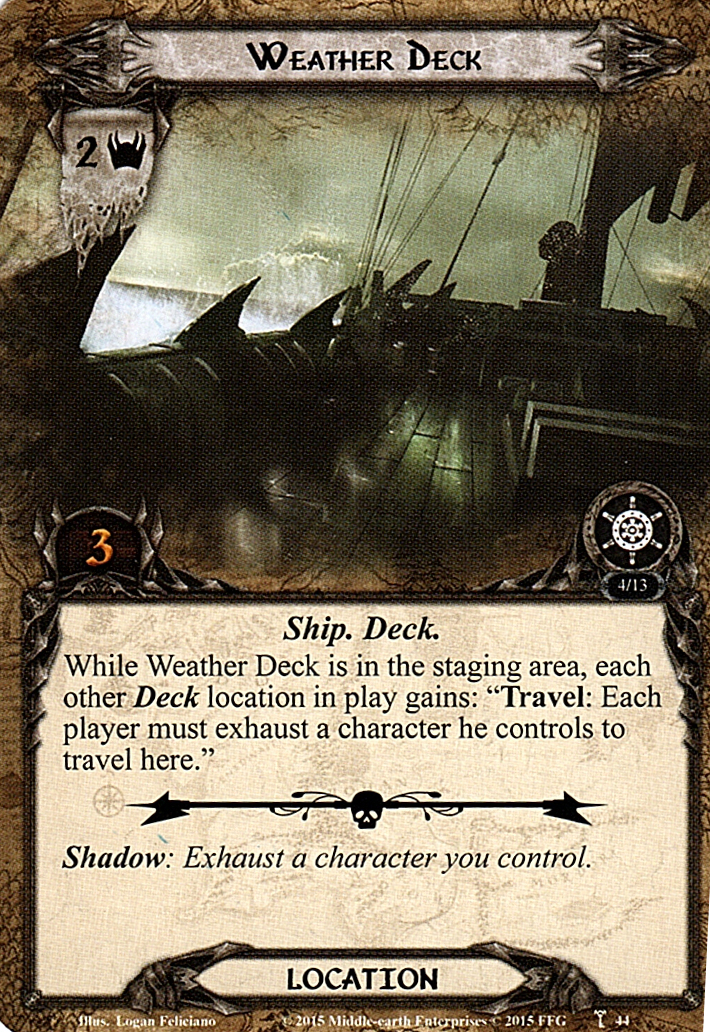 Weather Deck
2
3
4/13
Ship. Deck.
While Weather Deck is in the staging area, each
other Deck location in play gains: “Travel: Each
player must exhaust a character he controls to
travel here.”
Shadow: Exhaust a character you control.
LOCATION
Illus. Logan Feliciano © 2015 Middle-earth Enterprises © 2015 FFG 44